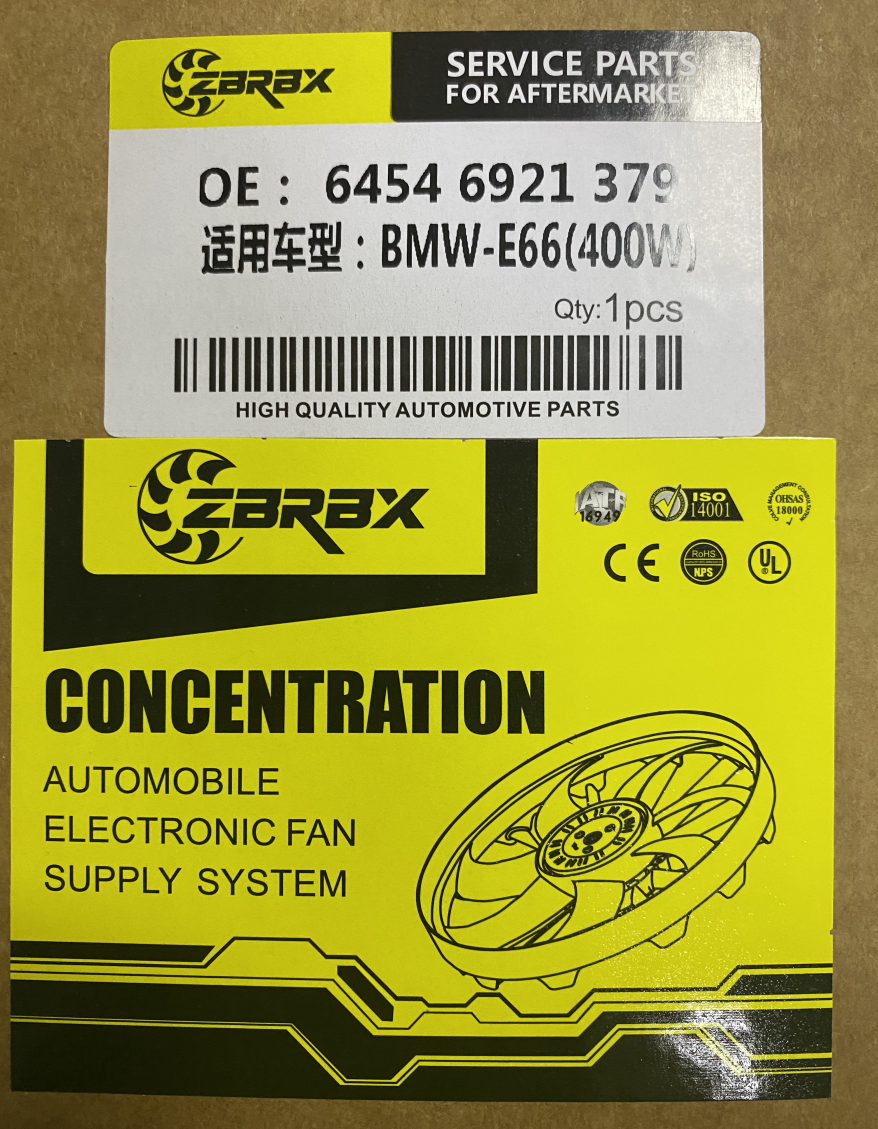 ZBRBX
SERVICE PARTS
FOR AFTERMARKET
OE： 6454 6921 379
适用车型：BMW-E66(400W)
Qty:1pcs
HIGH QUALITY AUTOMOTIVE PARTS
ZBRBX
IATF
16949
ISO
14001
OHSAS
18000
CE
RoHS
NPS
UL
®
CONCENTRATION
AUTOMOBILE
ELECTRONIC FAN
SUPPLY SYSTEM